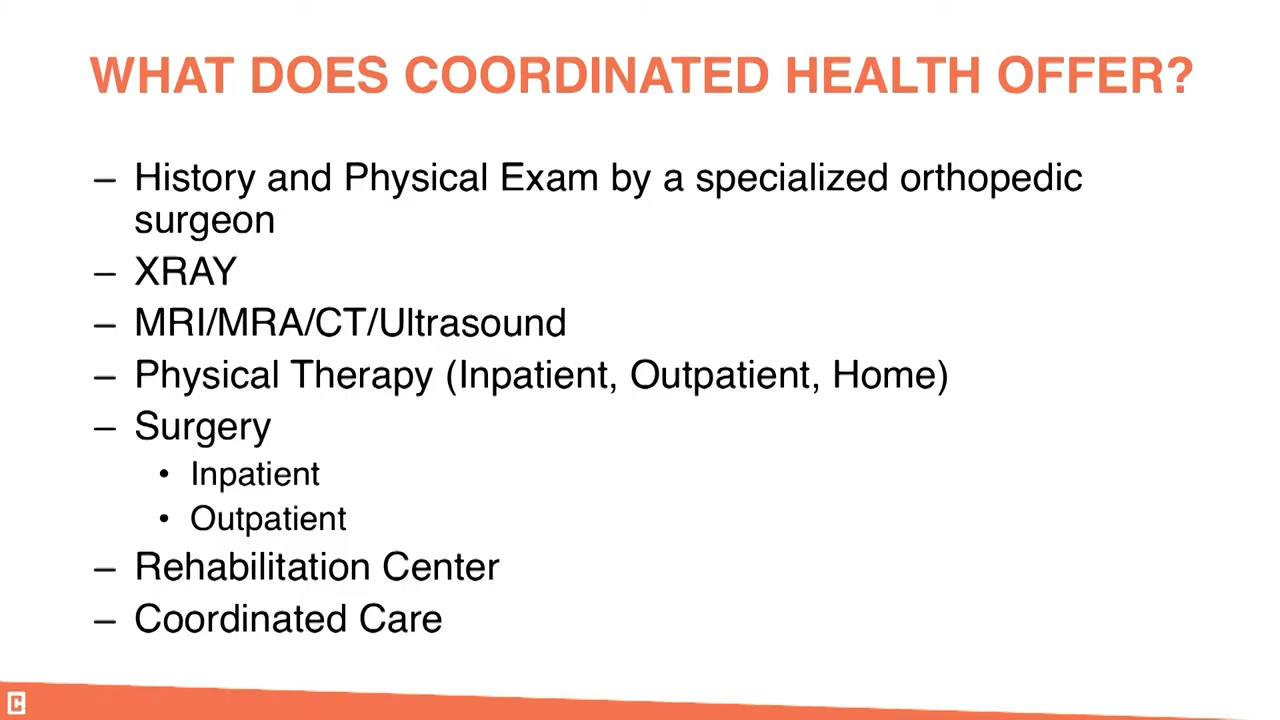 WHAT DOES COORDINATED HEALTH OFFER?
– History and Physical Exam by a specialized orthopedic
surgeon
– XRAY
– MRI/MRA/CT/Ultrasound
– Physical Therapy (Inpatient, Outpatient, Home)
– Surgery
• Inpatient
• Outpatient
– Rehabilitation Center
– Coordinated Care
C